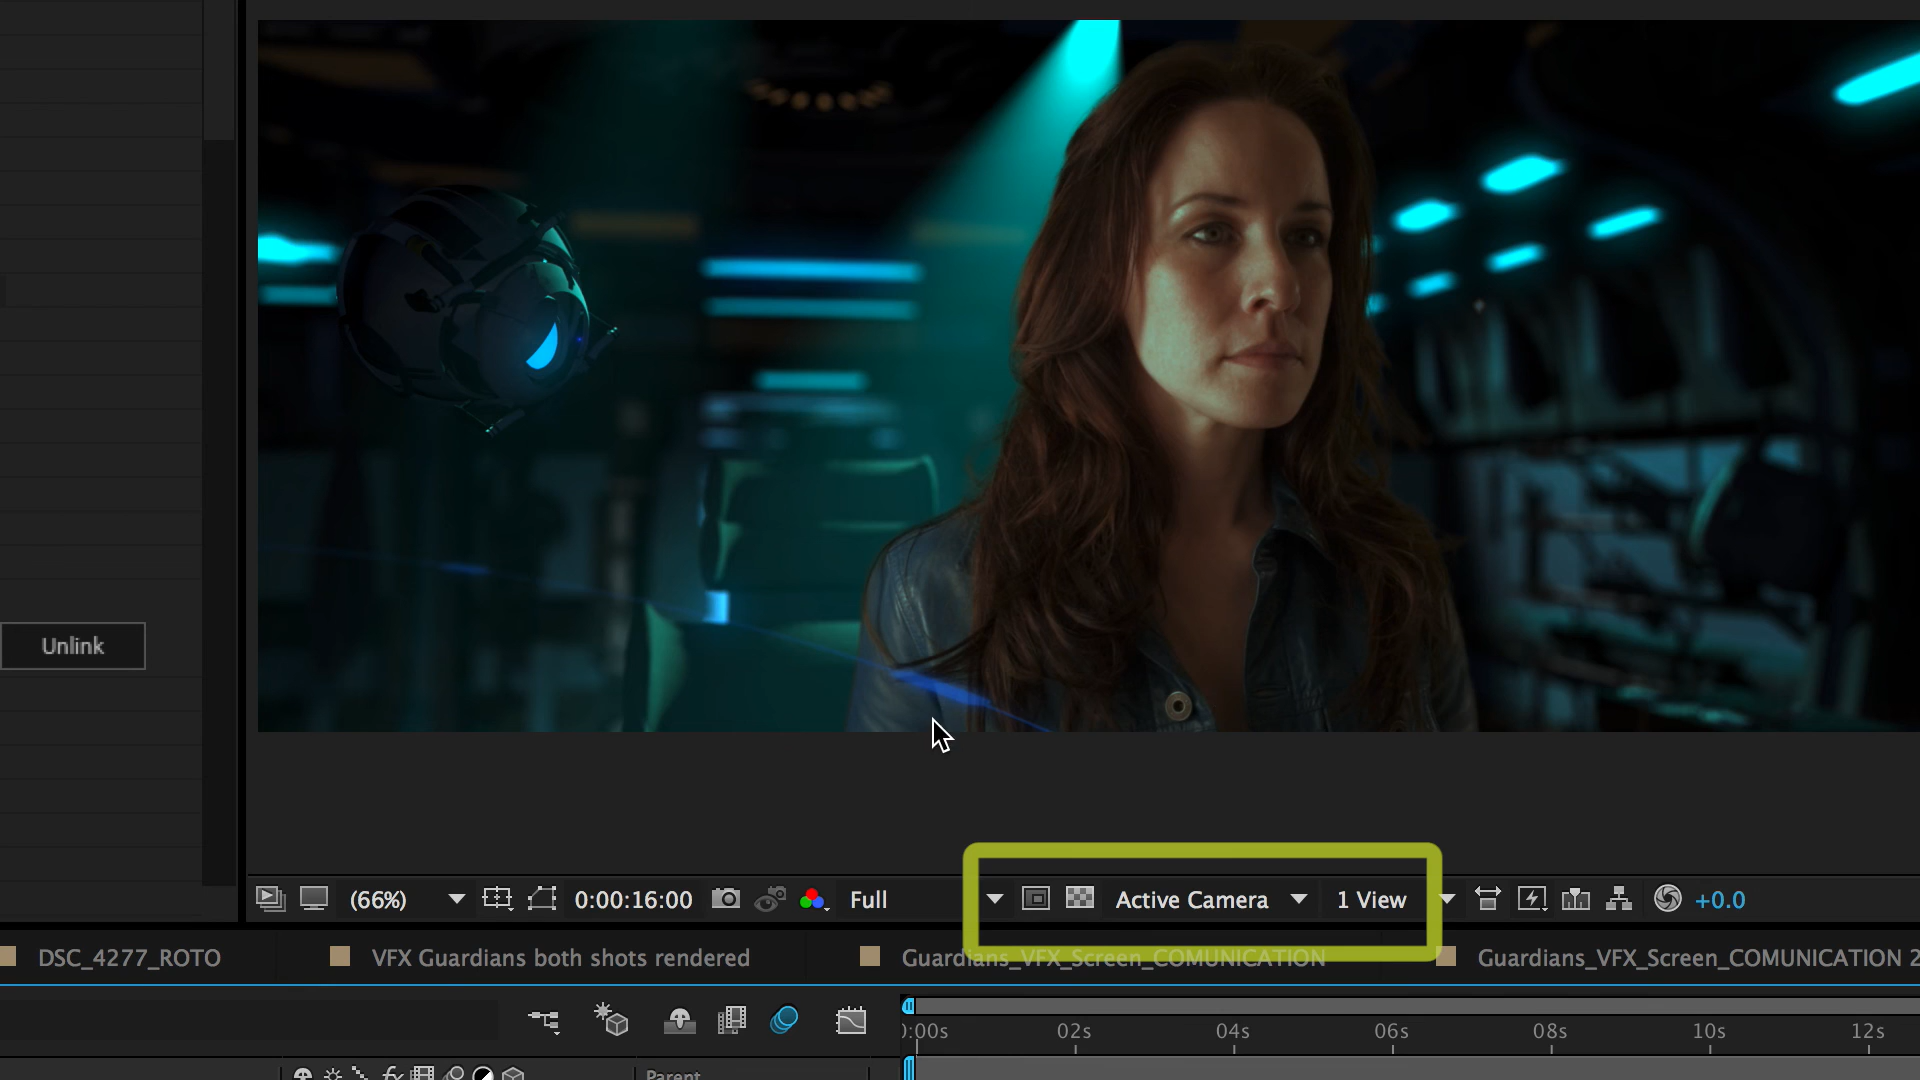 Unlink
(66%) 0:00:16:00 Full Active Camera 1 View +0.0
DSC_4277_ROTO VFX Guardians both shots rendered Guardians_VFX_Screen_COMUNICATION Guardians_VFX_Screen_COMUNICATION 2
0:00s 02s 04s 06s 08s 10s 12s
Parent